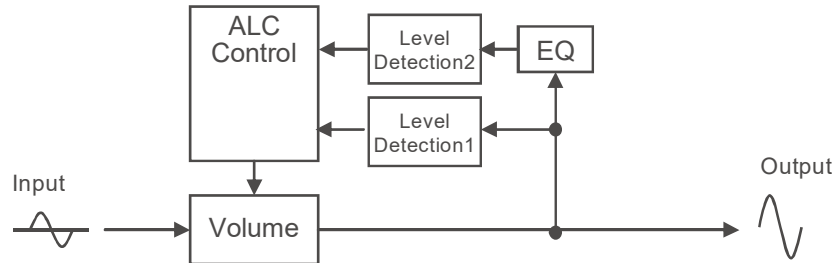 ALC
Control
Level
Detection2
EQ
Level
Detection1
Input
Volume
Output